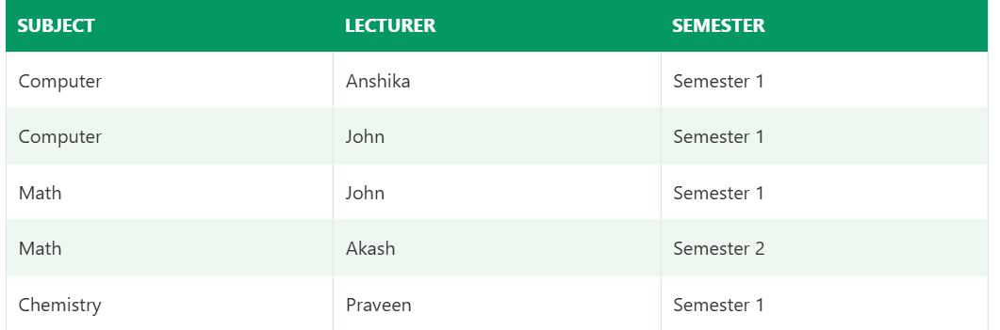 SUBJECT LECTURER SEMESTER
Computer Anshika Semester 1
Computer John Semester 1
Math John Semester 1
Math Akash Semester 2
Chemistry Praveen Semester 1